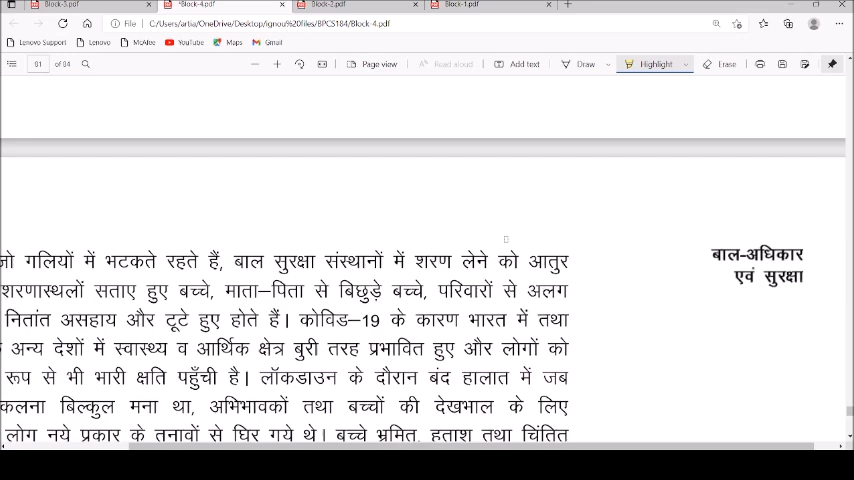 Block-3.pdf
*Block-4.pdf
Block-2.pdf
Block-1.pdf
File
C:/Users/artia/OneDrive/Desktop/ignou%20files/BPCS184/Block-4.pdf
Lenovo Support
Lenovo
McAfee
YouTube
Maps
Gmail
81 of 84
Page view
Read aloud
Add text
Draw
Highlight
Erase
बाल-अधिकार
एवं सुरक्षा
जो गलियों में भटकते रहते हैं, बाल सुरक्षा संस्थानों में शरण लेने को आतुर
शरणास्थलों सताए हुए बच्चे, माता–पिता से बिछुड़े बच्चे, परिवारों से अलग
नितांत असहाय और टूटे हुए होते हैं। कोविड–19 के कारण भारत में तथा
अन्य देशों में स्वास्थ्य व आर्थिक क्षेत्र बुरी तरह प्रभावित हुए और लोगों को
रूप से भी भारी क्षति पहुँची है। लॉकडाउन के दौरान बंद हालात में जब
कलना बिल्कुल मना था, अभिभावकों तथा बच्चों की देखभाल के लिए
लोग नये प्रकार के तनावों से घिर गये थे। बच्चे भ्रमित, हताश तथा चिंतित